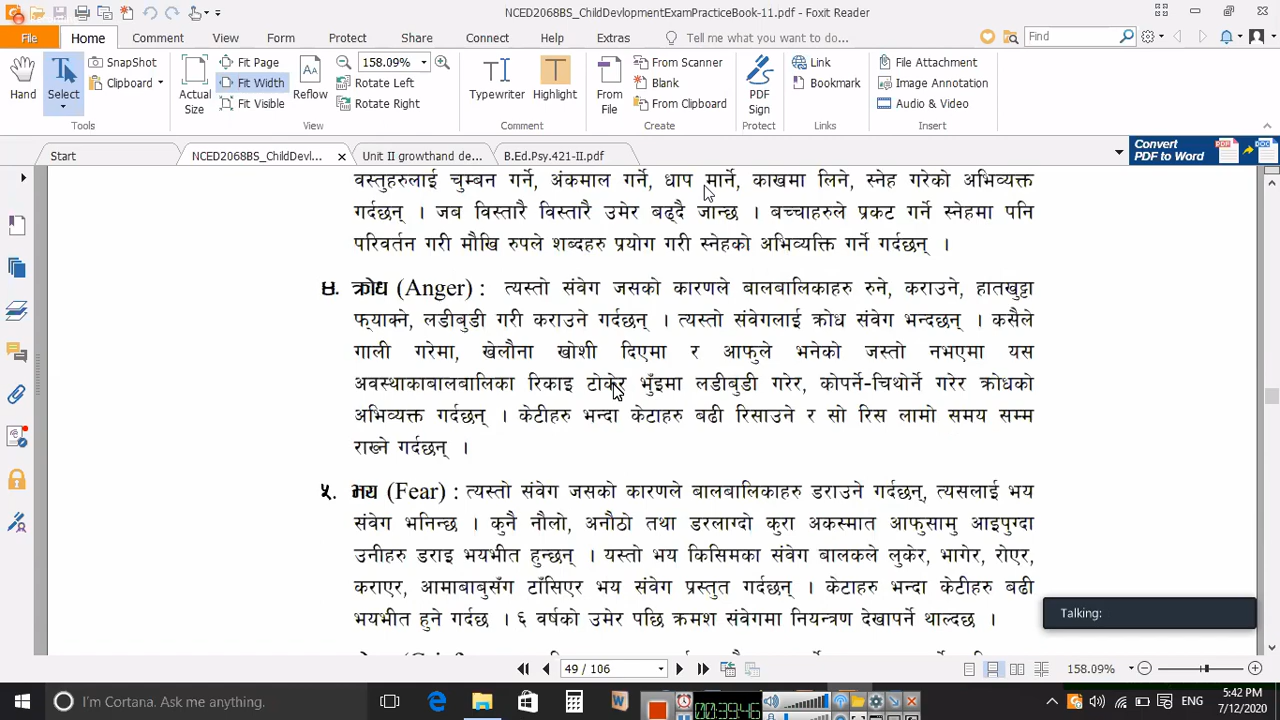 NCED2068BS_ChildDevlopmentExamPracticeBook-11.pdf - Foxit Reader
File Home Comment View Form Protect Share Connect Help Extras Tell me what you want to do... Find
Hand Select SnapShot Clipboard Actual Size Fit Page Fit Width Fit Visible Reflow 158.09% Rotate Left Rotate Right Typewriter Highlight From File From Scanner Blank From Clipboard PDF Sign Link Bookmark File Attachment Image Annotation Audio & Video
Tools View Comment Create Protect Links Insert
Start NCED2068BS_ChildDevl... Unit II growthand de... B.Ed.Psy.421-II.pdf Convert PDF to Word
वस्तुहरुलाई चुम्बन गर्ने, अंकमाल गर्ने, धाप मार्ने, काखमा लिने, स्नेह गरेको अभिव्यक्त
गर्दछन् । जब विस्तारै विस्तारै उमेर बढ्दै जान्छ । बच्चाहरुले प्रकट गर्ने स्नेहमा पनि
परिवर्तन गरी मौखि रुपले शब्दहरु प्रयोग गरी स्नेहको अभिव्यक्ति गर्ने गर्दछन् ।
४. क्रोध (Anger) : त्यस्तो संवेग जसको कारणले बालबालिकाहरु रुने, कराउने, हातखुट्टा
फ्याक्ने, लडीबुडी गरी कराउने गर्दछन् । त्यस्तो संवेगलाई क्रोध संवेग भन्दछन् । कसैले
गाली गरेमा, खेलौना खोशी दिएमा र आफुले भनेको जस्तो नभएमा यस
अवस्थाकाबालबालिका रिकाइ टोकेर भुँइमा लडीबुडी गरेर, कोपर्ने-चिथोर्ने गरेर क्रोधको
अभिव्यक्त गर्दछन् । केटीहरु भन्दा केटाहरु बढी रिसाउने र सो रिस लामो समय सम्म
राख्ने गर्दछन् ।
५. भय (Fear) : त्यस्तो संवेग जसको कारणले बालबालिकाहरु डराउने गर्दछन्, त्यसलाई भय
संवेग भनिन्छ । कुनै नौलो, अनौठो तथा डरलाग्दो कुरा अकस्मात आफुसामु आइपुग्दा
उनीहरु डराइ भयभीत हुन्छन् । यस्तो भय किसिमका संवेग बालकले लुकेर, भागेर, रोएर,
कराएर, आमाबाबुसँग टाँसिएर भय संवेग प्रस्तुत गर्दछन् । केटाहरु भन्दा केटीहरु बढी
भयभीत हुने गर्दछ । ६ वर्षको उमेर पछि क्रमश संवेगमा नियन्त्रण देखापर्ने थाल्दछ ।
Talking:
49 / 106 158.09%
I'm Cortana. Ask me anything. 00:39:46 ENG 5:42 PM
7/12/2020